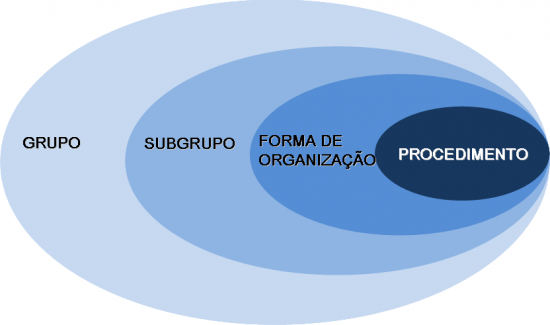 GRUPO
SUBGRUPO
FORMA DE
ORGANIZAÇÃO
PROCEDIMENTO